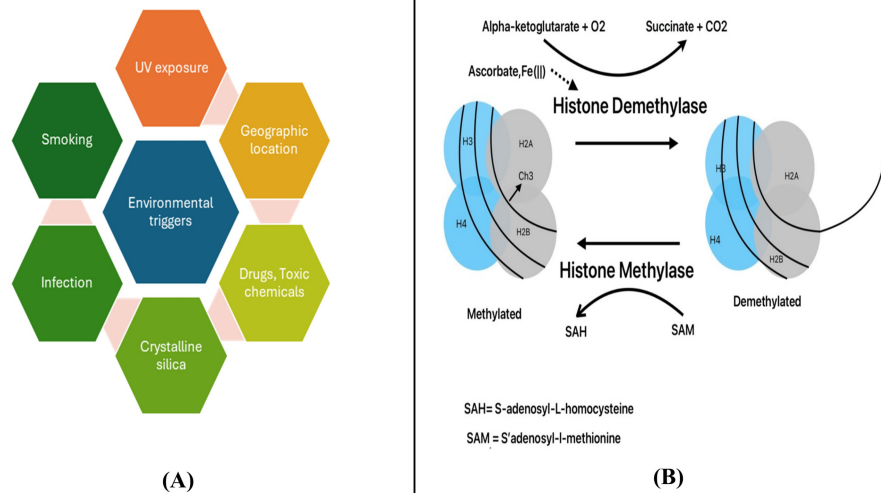 UV exposure
Smoking
Geographic
location
Environmental
triggers
Infection
Drugs, Toxic
chemicals
Crystalline
silica
(A)
Alpha-ketoglutarate + O2
Succinate + CO2
Ascorbate,Fe(||)
Histone Demethylase
H3
H2A
Ch3
H4
H2B
H3
H2A
H4
H2B
Histone Methylase
Methylated
Demethylated
SAH
SAM
SAH= S-adenosyl-L-homocysteine
SAM = S'adenosyl-l-methionine
(B)